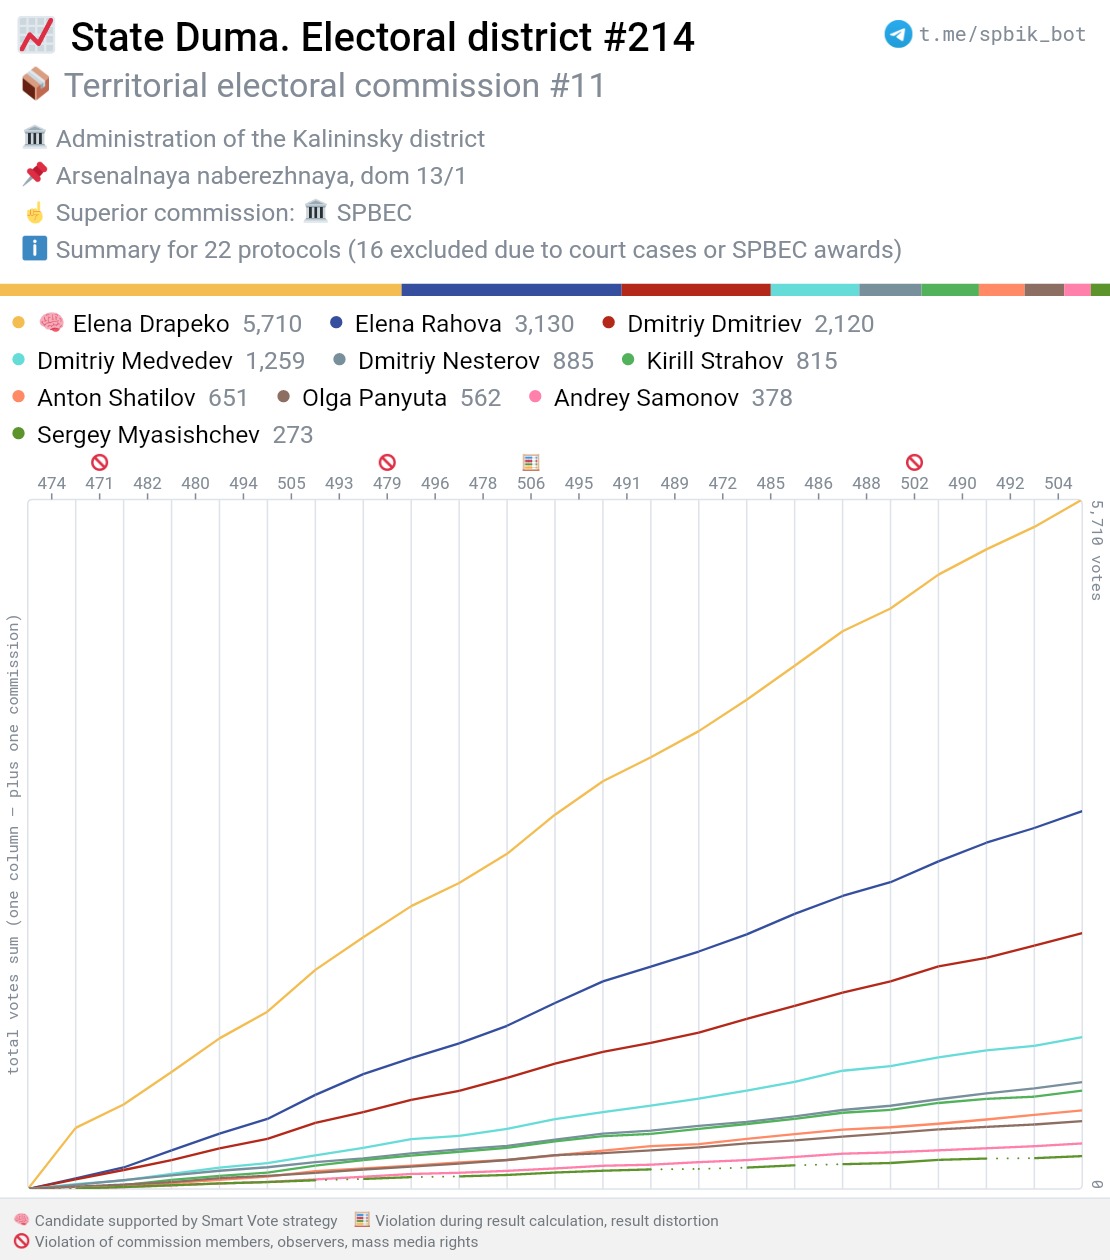 State Duma. Electoral district #214
t.me/spbik_bot
Territorial electoral commission #11
Administration of the Kalininsky district
Arsenalnaya naberezhnaya, dom 13/1
Superior commission: SPBEC
Summary for 22 protocols (16 excluded due to court cases or SPBEC awards)
Elena Drapeko 5,710 Elena Rahova 3,130 Dmitriy Dmitriev 2,120
Dmitriy Medvedev 1,259 Dmitriy Nesterov 885 Kirill Strahov 815
Anton Shatilov 651 Olga Panyuta 562 Andrey Samonov 378
Sergey Myasishchev 273
474 471 482 480 494 505 493 479 496 478 506 495 491 489 472 485 486 488 502 490 492 504
5,710 votes
total votes sum (one column – plus one commission)
0
Candidate supported by Smart Vote strategy Violation during result calculation, result distortion
Violation of commission members, observers, mass media rights